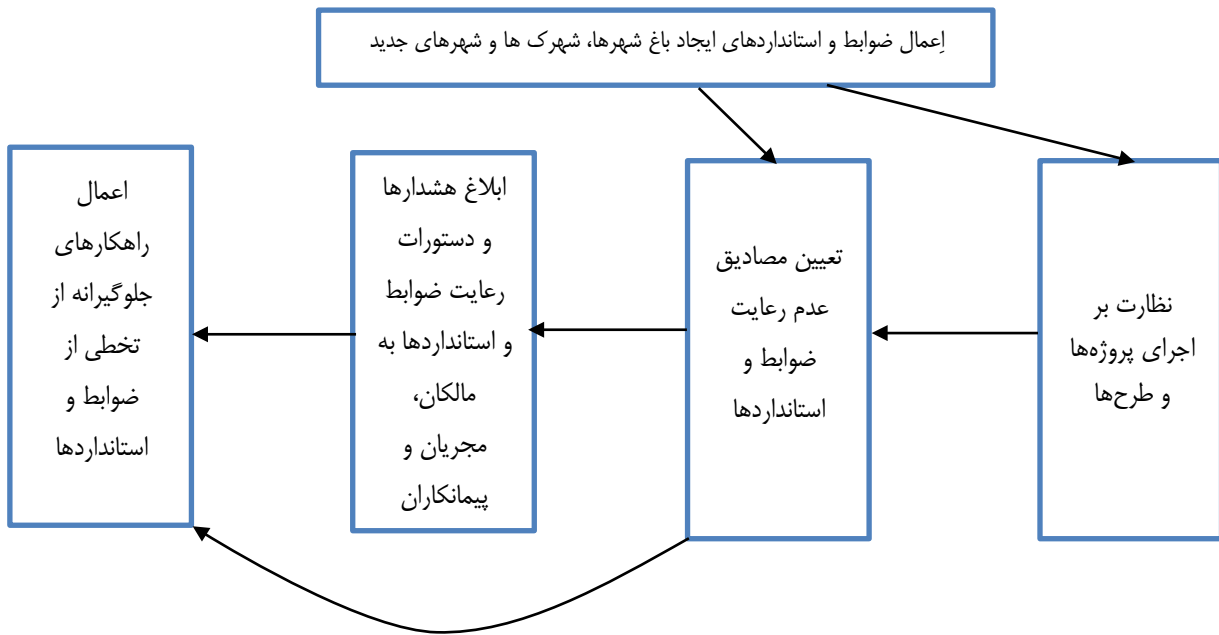 اِعمال ضوابط و استانداردهای ایجاد باغ شهرها، شهرک ها و شهرهای جدید
نظارت بر
اجرای پروژه‌ها
و طرح‌ها
تعیین مصادیق
عدم رعایت
ضوابط و
استانداردها
ابلاغ هشدارها
و دستورات
رعایت ضوابط
و استانداردها به
مالکان،
مجریان و
پیمانکاران
اعمال
راهکارهای
جلوگیرانه از
تخطی از
ضوابط و
استانداردها